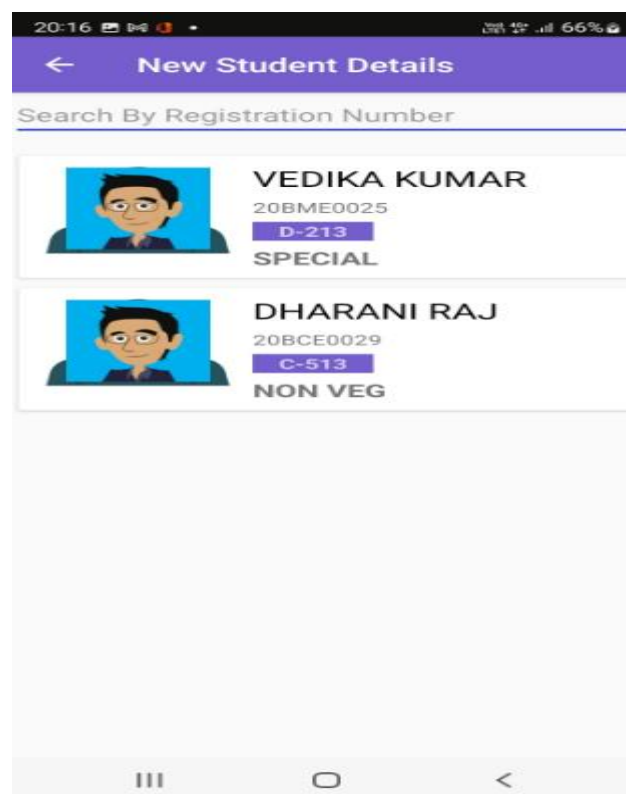 20:16 66%
New Student Details
Search By Registration Number
VEDIKA KUMAR
20BME0025
D-213
SPECIAL
DHARANI RAJ
20BCE0029
C-513
NON VEG